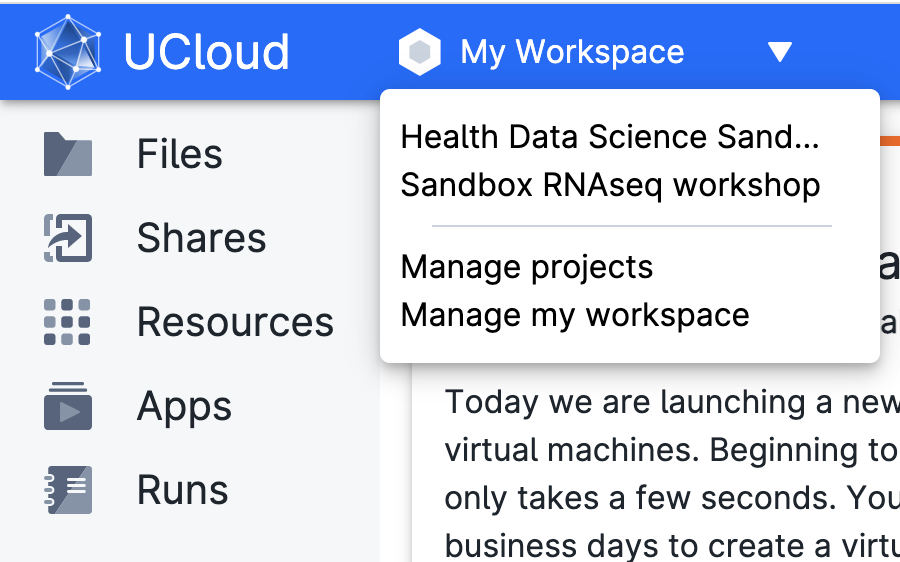 UCloud
My Workspace
Health Data Science Sand...
Sandbox RNAseq workshop
Manage projects
Manage my workspace
Files
Shares
Resources
Apps
Runs
Today we are launching a new
virtual machines. Beginning to
only takes a few seconds. You
business days to create a virtu